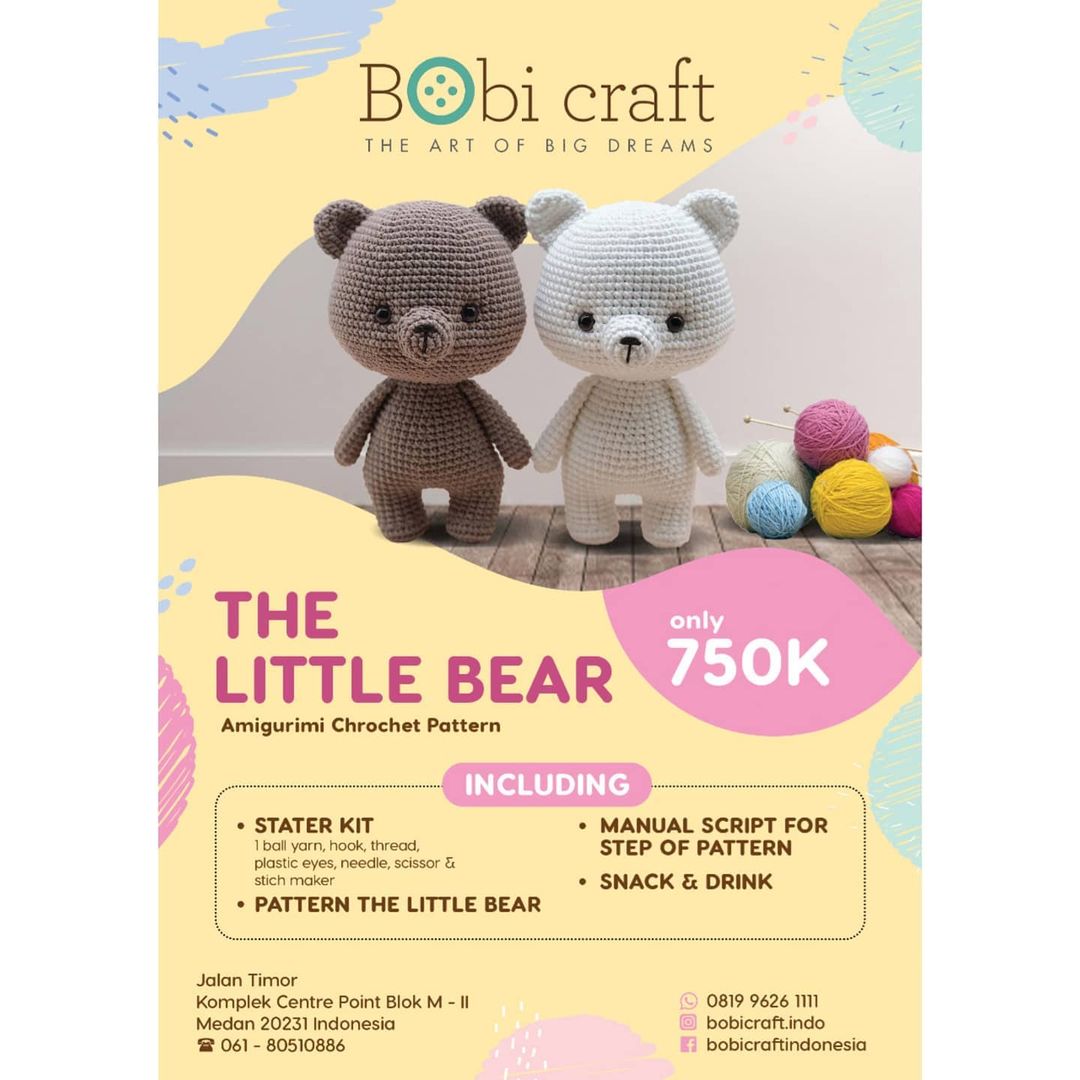 Bobi craft
THE ART OF BIG DREAMS
THE
LITTLE BEAR
Amigurimi Chrochet Pattern
only
750K
INCLUDING
• STATER KIT
1 ball yarn, hook, thread,
plastic eyes, needle, scissor &
stich maker
• PATTERN THE LITTLE BEAR
• MANUAL SCRIPT FOR
STEP OF PATTERN
• SNACK & DRINK
Jalan Timor
Komplek Centre Point Blok M - II
Medan 20231 Indonesia
☎ 061 - 80510886
0819 9626 1111
bobicraft.indo
bobicraftindonesia